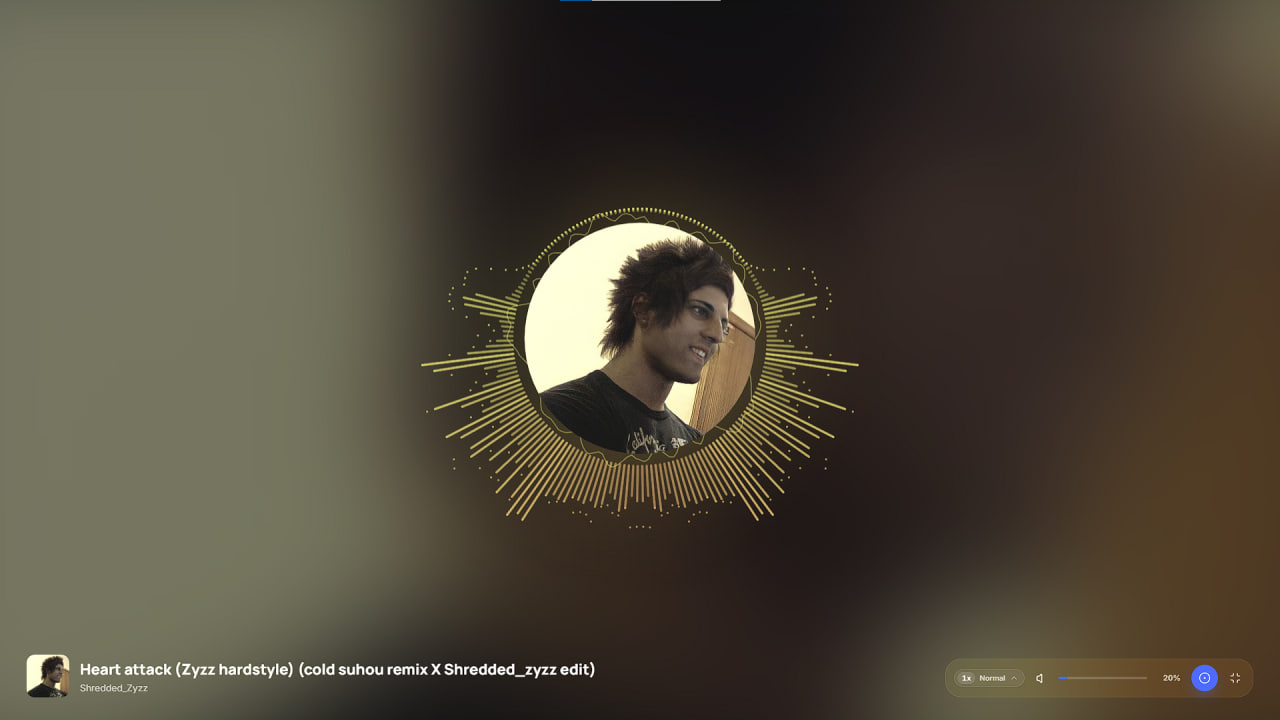 Heart attack (Zyzz hardstyle) (cold suhou remix X Shredded_zyzz edit)
Shredded_Zyzz
1x Normal
20%